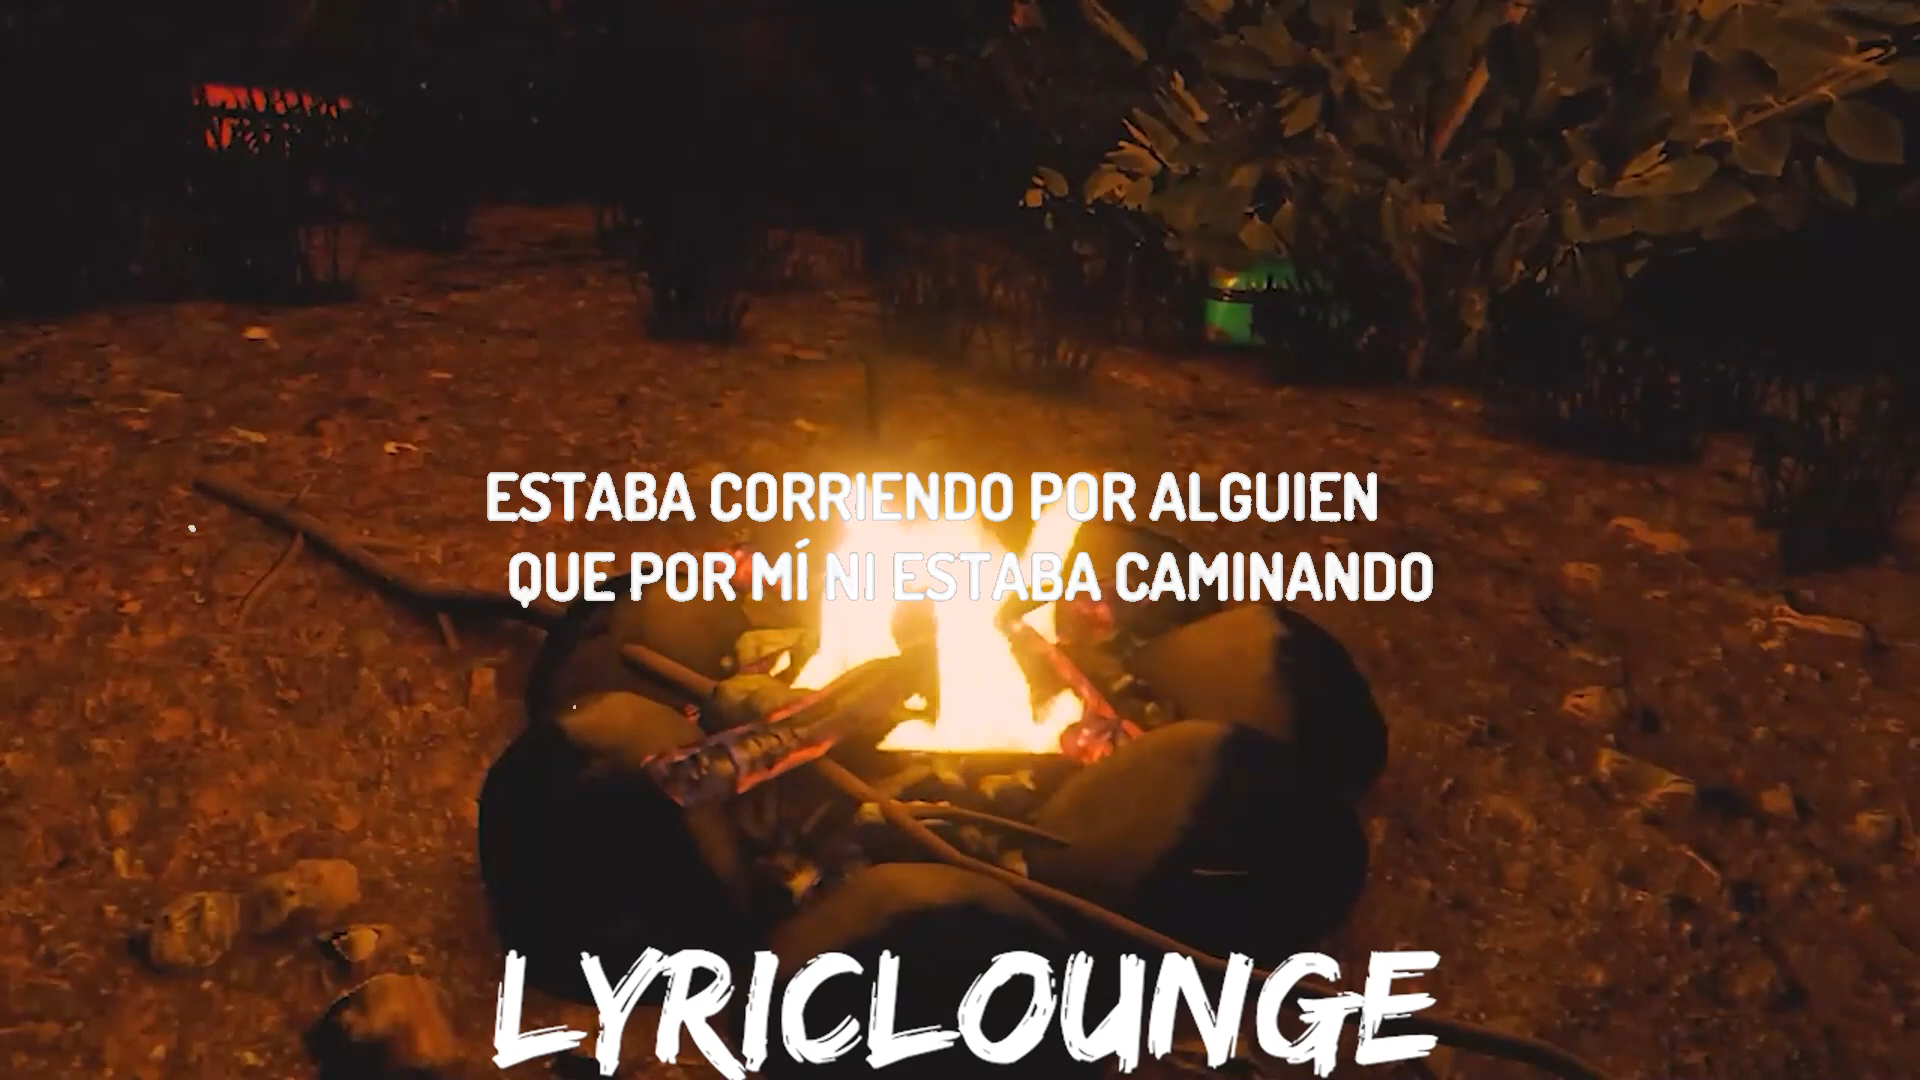 ESTABA CORRIENDO POR ALGUIEN
QUE POR MÍ NI ESTABA CAMINANDO
LYRICLOUNGE